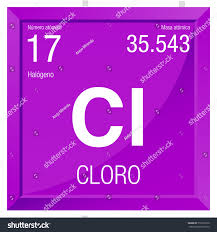 Número atómico Masa atómica
17 35.543
Halógeno
Cl
CLORO
shutterstock